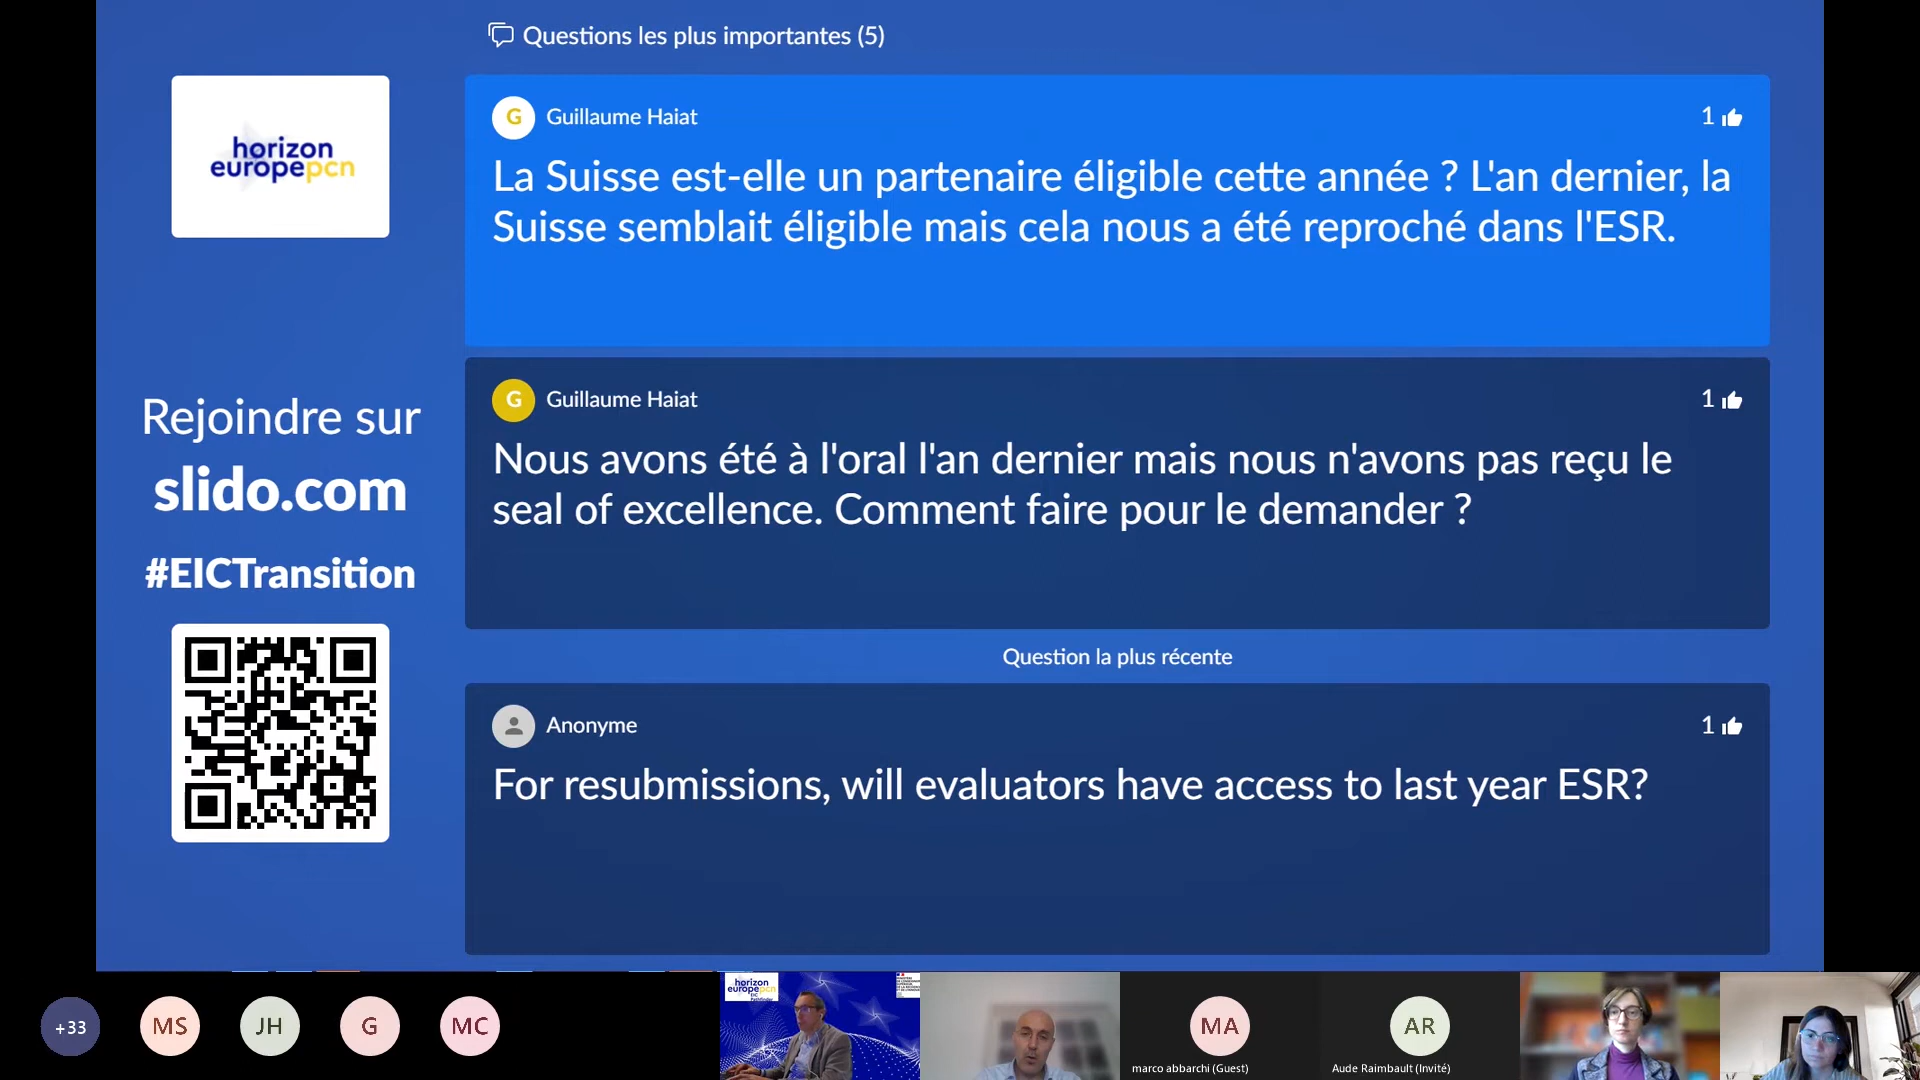 Questions les plus importantes (5)
horizon
europepcn
G Guillaume Haiat 1
La Suisse est-elle un partenaire éligible cette année ? L'an dernier, la
Suisse semblait éligible mais cela nous a été reproché dans l'ESR.
G Guillaume Haiat 1
Nous avons été à l'oral l'an dernier mais nous n'avons pas reçu le
seal of excellence. Comment faire pour le demander ?
Rejoindre sur
slido.com
#EICTransition
Question la plus récente
Anonyme 1
For resubmissions, will evaluators have access to last year ESR?
+33
MS
JH
G
MC
horizon
europepcn
EIC
Pathfinder
MA
marco abbarchi (Guest)
AR
Aude Raimbault (Invité)